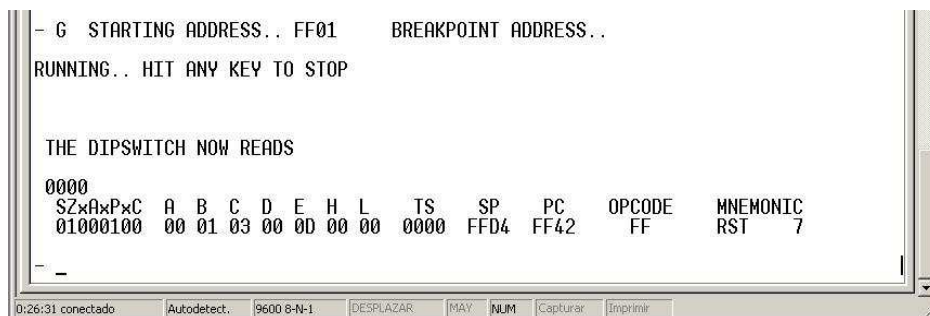 - G STARTING ADDRESS.. FF01 BREAKPOINT ADDRESS..
RUNNING.. HIT ANY KEY TO STOP
THE DIPSWITCH NOW READS
0000
SZxAxPxC A B C D E H L TS SP PC OPCODE MNEMONIC
01000100 00 01 03 00 0D 00 00 0000 FFD4 FF42 FF RST 7
- _
0:26:31 conectado Autodetect. 9600 8-N-1 DESPLAZAR MAY NUM Capturar Imprimir